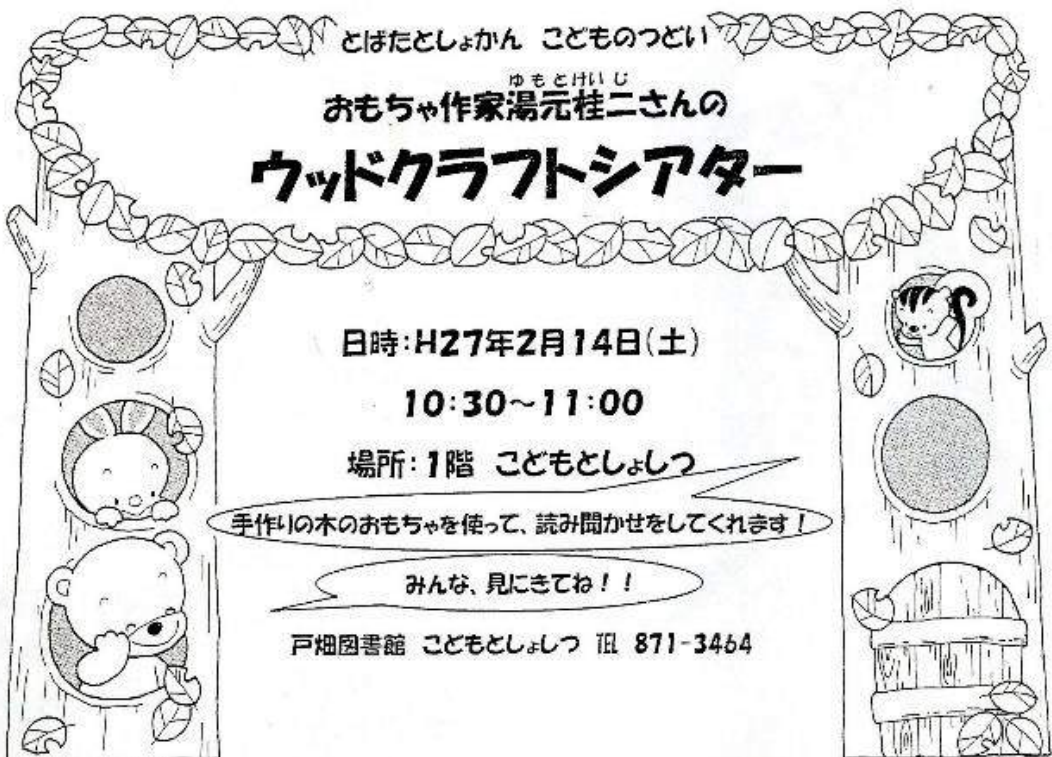 とばたとしょかん こどものつどい
ゆもとけいじ
おもちゃ作家湯元桂二さんの
ウッドクラフトシアター
日時:H27年2月14日(土)
10:30~11:00
場所:1階 こどもとしょしつ
手作りの木のおもちゃを使って、読み聞かせをしてくれます!
みんな、見にきてね!!
戸畑図書館 こどもとしょしつ ℡ 871-3464